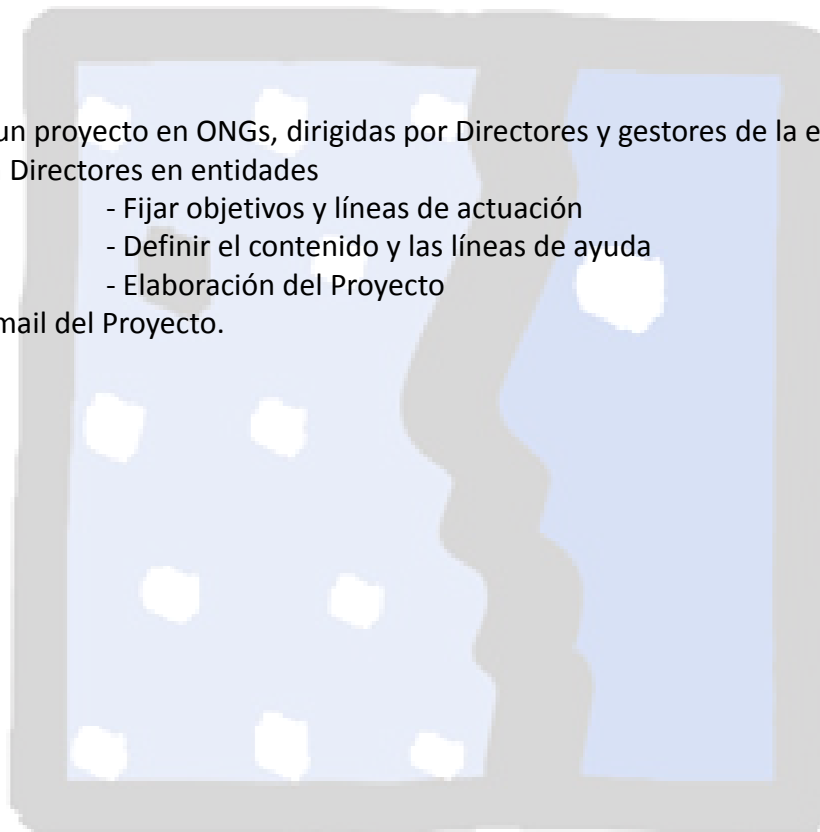 un proyecto en ONGs, dirigidas por Directores y gestores de la e
Directores en entidades
- Fijar objetivos y líneas de actuación
- Definir el contenido y las líneas de ayuda
- Elaboración del Proyecto
mail del Proyecto.